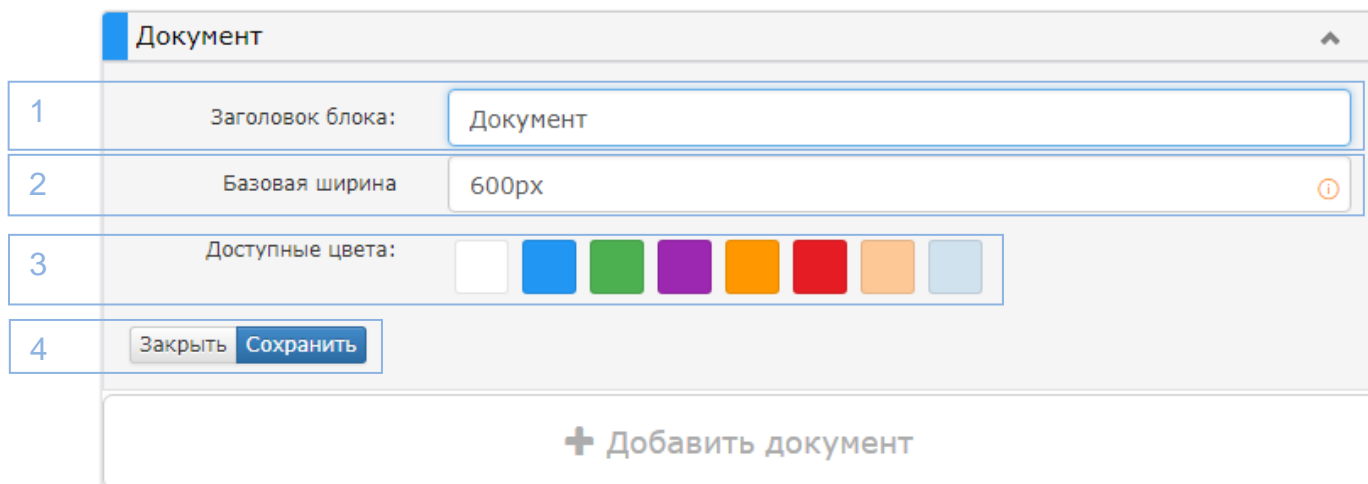 Документ
1 Заголовок блока: Документ
2 Базовая ширина 600px
3 Доступные цвета:
4 Закрыть Сохранить
Добавить документ